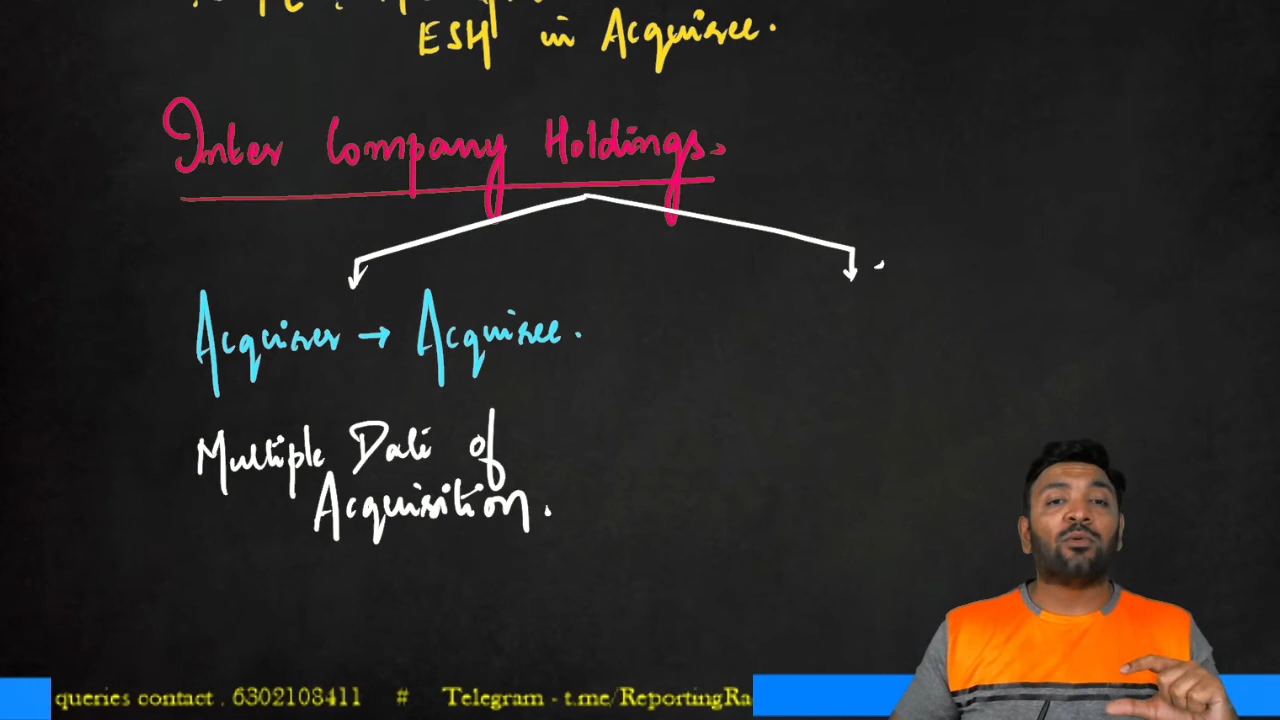 ESH in Acquiree.
Inter Company Holdings.
Acquirer → Acquiree.
Multiple Date of
Acquisition.
queries contact . 6302108411 # Telegram - t.me/ReportingRa